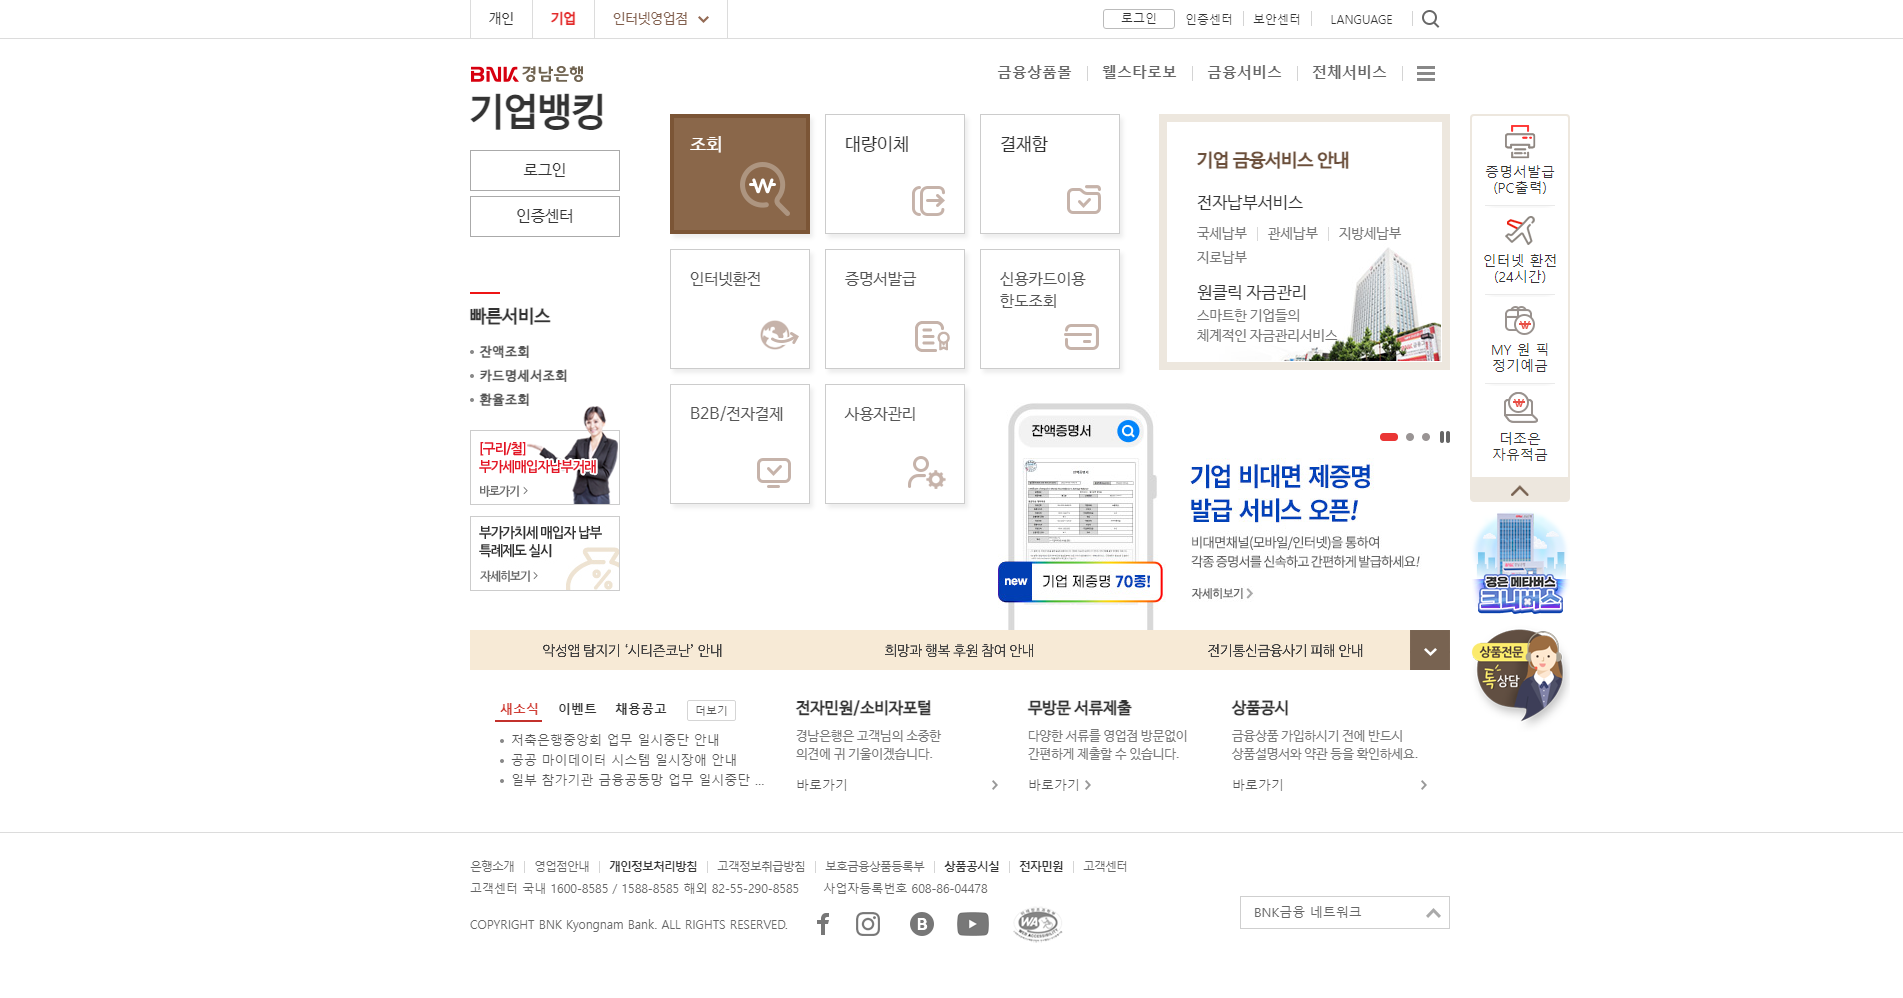 개인
기업
인터넷영업점
로그인
인증센터
보안센터
LANGUAGE
BNK 경남은행
기업뱅킹
금융상품몰
웰스타로보
금융서비스
전체서비스
로그인
인증센터
빠른서비스
잔액조회
카드명세서조회
환율조회
[구리/철]
부가세매입자납부거래
바로가기
부가가치세 매입자 납부
특례제도 실시
자세히보기
조회
대량이체
결재함
인터넷환전
증명서발급
신용카드이용
한도조회
B2B/전자결제
사용자관리
기업 금융서비스 안내
전자납부서비스
국세납부
관세납부
지방세납부
지로납부
원클릭 자금관리
스마트한 기업들의
체계적인 자금관리서비스
잔액증명서
new 기업 제증명 70종!
기업 비대면 제증명
발급 서비스 오픈!
비대면채널(모바일/인터넷)을 통하여
각종 증명서를 신속하고 간편하게 발급하세요!
자세히보기
증명서발급
(PC출력)
인터넷 환전
(24시간)
MY 원 픽
정기예금
더조은
자유적금
경은 메타버스
크니버스
상품전문
톡상담
악성앱 탐지기 ‘시티즌코난’ 안내
희망과 행복 후원 참여 안내
전기통신금융사기 피해 안내
새소식
이벤트
채용공고
더보기
저축은행중앙회 업무 일시중단 안내
공공 마이데이터 시스템 일시장애 안내
일부 참가기관 금융공동망 업무 일시중단 ...
전자민원/소비자포털
경남은행은 고객님의 소중한
의견에 귀 기울이겠습니다.
바로가기
무방문 서류제출
다양한 서류를 영업점 방문없이
간편하게 제출할 수 있습니다.
바로가기
상품공시
금융상품 가입하시기 전에 반드시
상품설명서와 약관 등을 확인하세요.
바로가기
은행소개
영업점안내
개인정보처리방침
고객정보취급방침
보호금융상품등록부
상품공시실
전자민원
고객센터
고객센터 국내 1600-8585 / 1588-8585 해외 82-55-290-8585
사업자등록번호 608-86-04478
COPYRIGHT BNK Kyongnam Bank. ALL RIGHTS RESERVED.
WA
WEB ACCESSIBILITY
BNK금융 네트워크